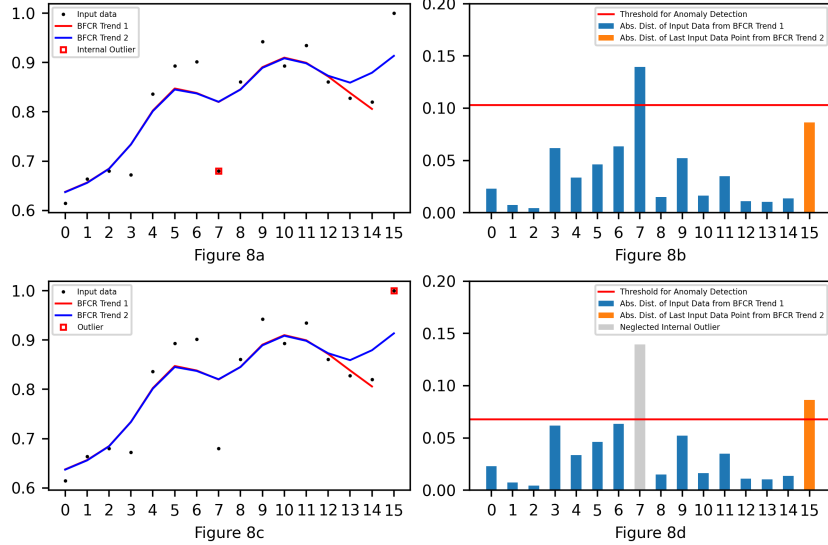 1.0
0.9
0.8
0.7
0.6
Input data
BFCR Trend 1
BFCR Trend 2
Internal Outlier
0 1 2 3 4 5 6 7 8 9 10 11 12 13 14 15
Figure 8a
0.20
0.15
0.10
0.05
0.00
Threshold for Anomaly Detection
Abs. Dist. of Input Data from BFCR Trend 1
Abs. Dist. of Last Input Data Point from BFCR Trend 2
0 1 2 3 4 5 6 7 8 9 10 11 12 13 14 15
Figure 8b
1.0
0.9
0.8
0.7
0.6
Input data
BFCR Trend 1
BFCR Trend 2
Outlier
0 1 2 3 4 5 6 7 8 9 10 11 12 13 14 15
Figure 8c
0.20
0.15
0.10
0.05
0.00
Threshold for Anomaly Detection
Abs. Dist. of Input Data from BFCR Trend 1
Abs. Dist. of Last Input Data Point from BFCR Trend 2
Neglected Internal Outlier
0 1 2 3 4 5 6 7 8 9 10 11 12 13 14 15
Figure 8d